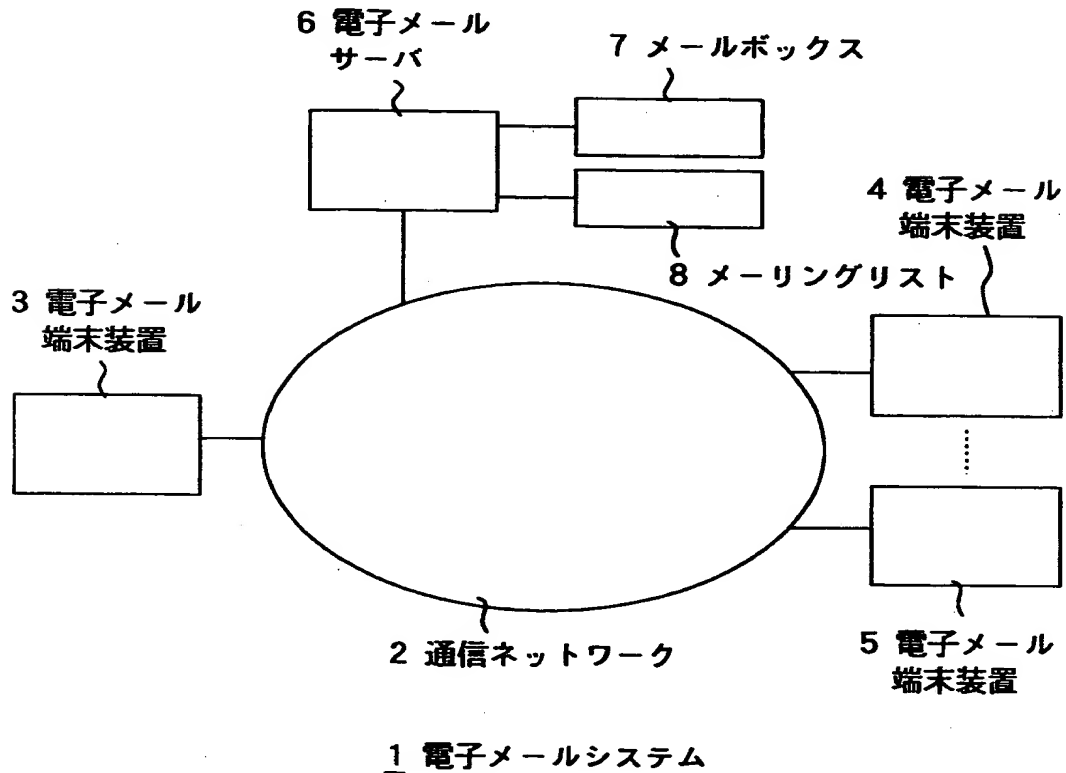 6 電子メール
サーバ
7 メールボックス
4 電子メール
端末装置
8 メーリングリスト
3 電子メール
端末装置
2 通信ネットワーク
5 電子メール
端末装置
1 電子メールシステム